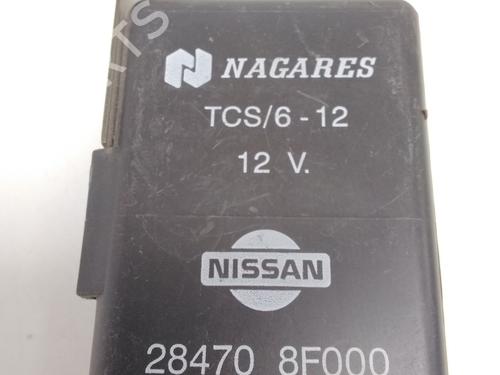 NAGARES
TCS/6 - 12
12 V.
NISSAN
28470 8F000